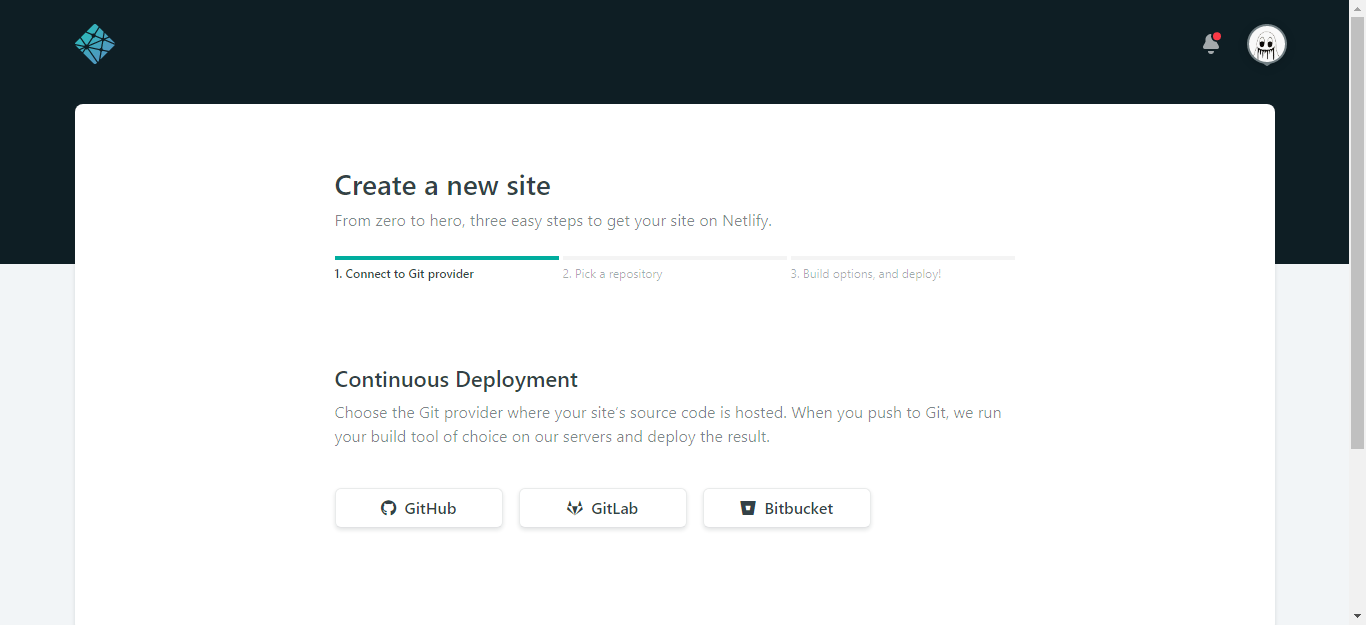 Create a new site
From zero to hero, three easy steps to get your site on Netlify.
1. Connect to Git provider
2. Pick a repository
3. Build options, and deploy!
Continuous Deployment
Choose the Git provider where your site’s source code is hosted. When you push to Git, we run
your build tool of choice on our servers and deploy the result.
GitHub
GitLab
Bitbucket